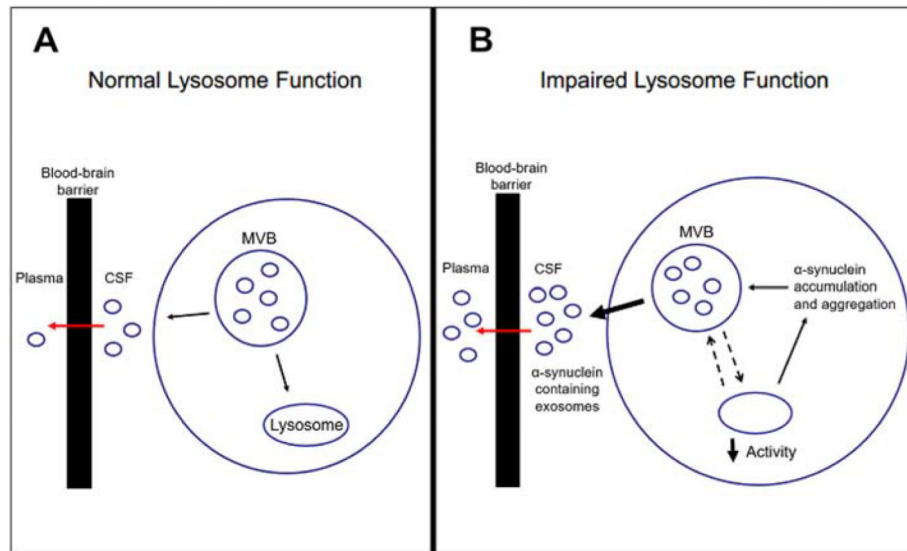 A
Normal Lysosome Function
Blood-brain
barrier
MVB
Plasma
CSF
Lysosome
B
Impaired Lysosome Function
Blood-brain
barrier
MVB
Plasma
CSF
α-synuclein
accumulation
and aggregation
α-synuclein
containing
exosomes
Activity